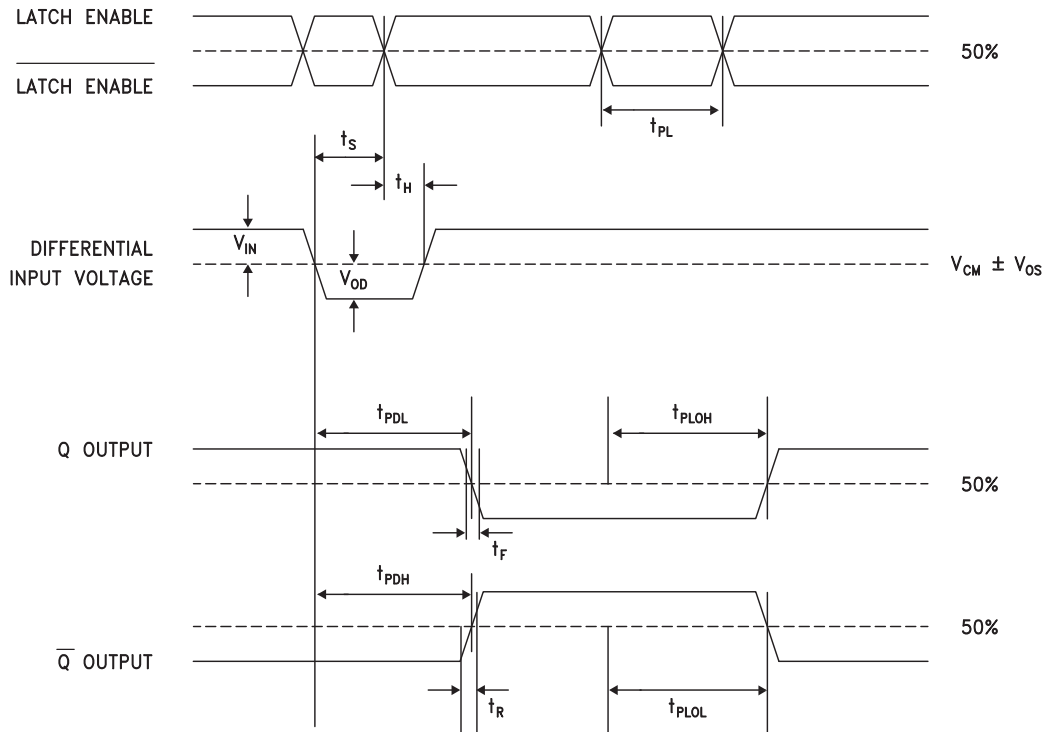 LATCH ENABLE
50%
LATCH ENABLE
tPL
tS
tH
VIN
DIFFERENTIAL
INPUT VOLTAGE
VOD
VCM ± VOS
tPDL
tPLOH
Q OUTPUT
50%
tF
tPDH
50%
Q̅ OUTPUT
tR
tPLOL